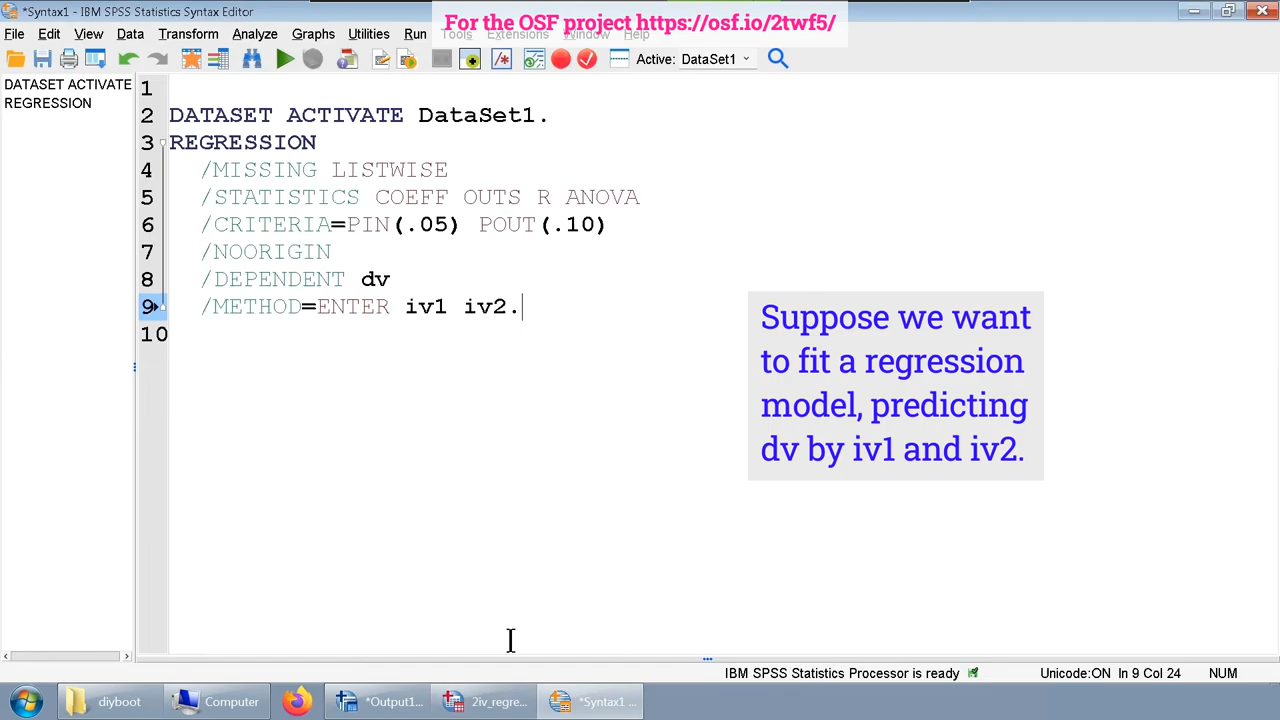 *Syntax1 - IBM SPSS Statistics Syntax Editor
For the OSF project https://osf.io/2twf5/
File Edit View Data Transform Analyze Graphs Utilities Run Tools Extensions Window Help
Active: DataSet1
DATASET ACTIVATE
REGRESSION
1
2 DATASET ACTIVATE DataSet1.
3 REGRESSION
4 /MISSING LISTWISE
5 /STATISTICS COEFF OUTS R ANOVA
6 /CRITERIA=PIN(.05) POUT(.10)
7 /NOORIGIN
8 /DEPENDENT dv
9 /METHOD=ENTER iv1 iv2.
10
Suppose we want
to fit a regression
model, predicting
dv by iv1 and iv2.
IBM SPSS Statistics Processor is ready Unicode:ON In 9 Col 24 NUM
diyboot Computer *Output1... 2iv_regre... *Syntax1 ...